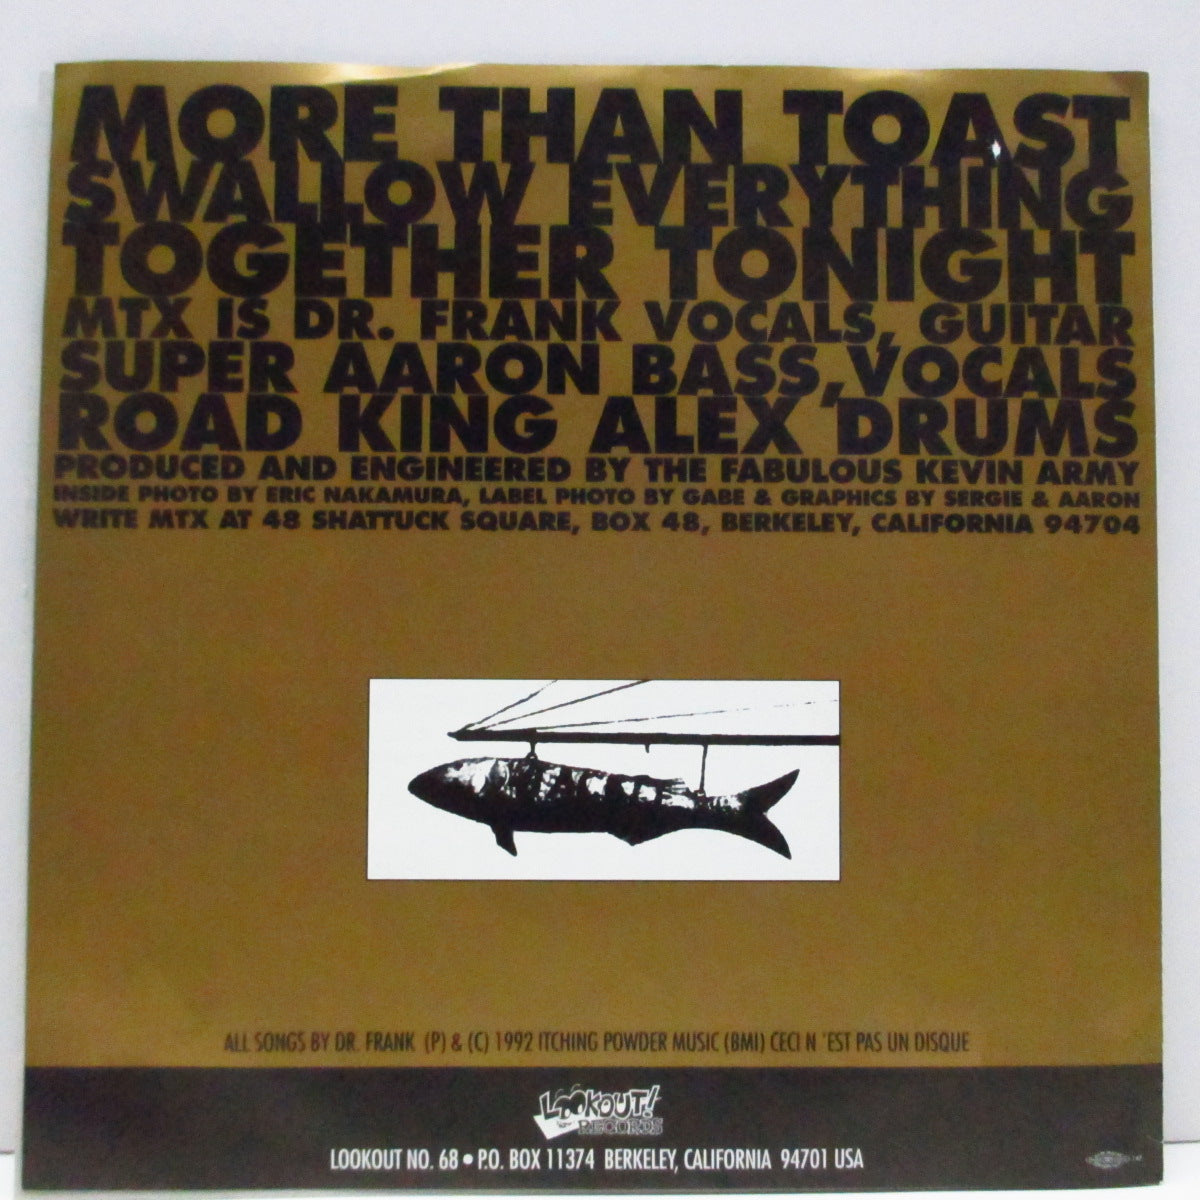 MORE THAN TOAST
SWALLOW EVERYTHING
TOGETHER TONIGHT
MTX IS DR. FRANK VOCALS, GUITAR
SUPER AARON BASS, VOCALS
ROAD KING ALEX DRUMS
PRODUCED AND ENGINEERED BY THE FABULOUS KEVIN ARMY
INSIDE PHOTO BY ERIC NAKAMURA, LABEL PHOTO BY GABE & GRAPHICS BY SERGIE & AARON
WRITE MTX AT 48 SHATTUCK SQUARE, BOX 48, BERKELEY, CALIFORNIA 94704
ALL SONGS BY DR. FRANK (P) & (C) 1992 ITCHING POWDER MUSIC (BMI) CECI N 'EST PAS UN DISQUE
LOOKOUT!
RECORDS
LOOKOUT NO. 68 • P.O. BOX 11374 BERKELEY, CALIFORNIA 94701 USA